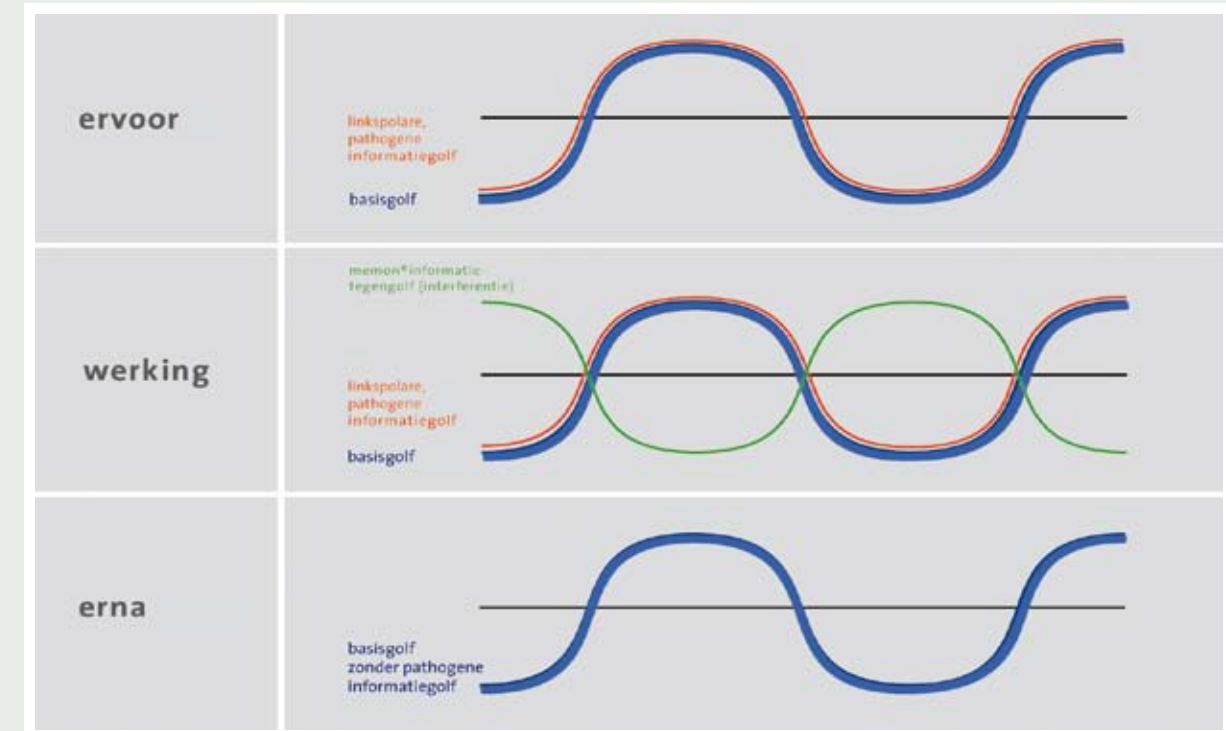 ervoor
linkspolare,
pathogene
informatiegolf
basisgolf
memon® informatie-
tegengolf (interferentie)
werking
linkspolare,
pathogene
informatiegolf
basisgolf
erna
basisgolf
zonder pathogene
informatiegolf